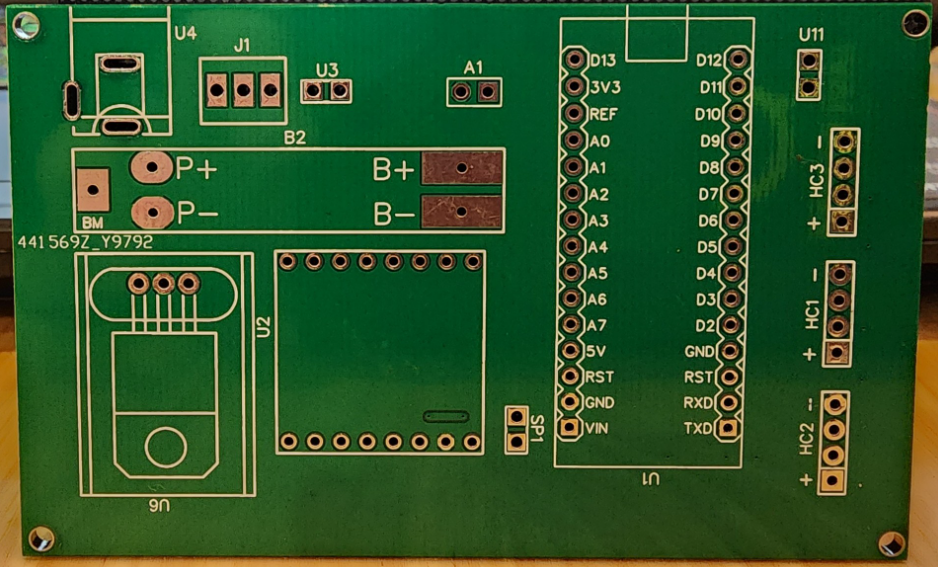 U4
J1
U3
A1
U11
B2
BM
P+
P-
B+
B-
441569Z_Y9792
U2
U6
SP1
D13
3V3
REF
A0
A1
A2
A3
A4
A5
A6
A7
5V
RST
GND
VIN
D12
D11
D10
D9
D8
D7
D6
D5
D4
D3
D2
GND
RST
RXD
TXD
U1
- HC3 +
- HC1 +
- HC2 +